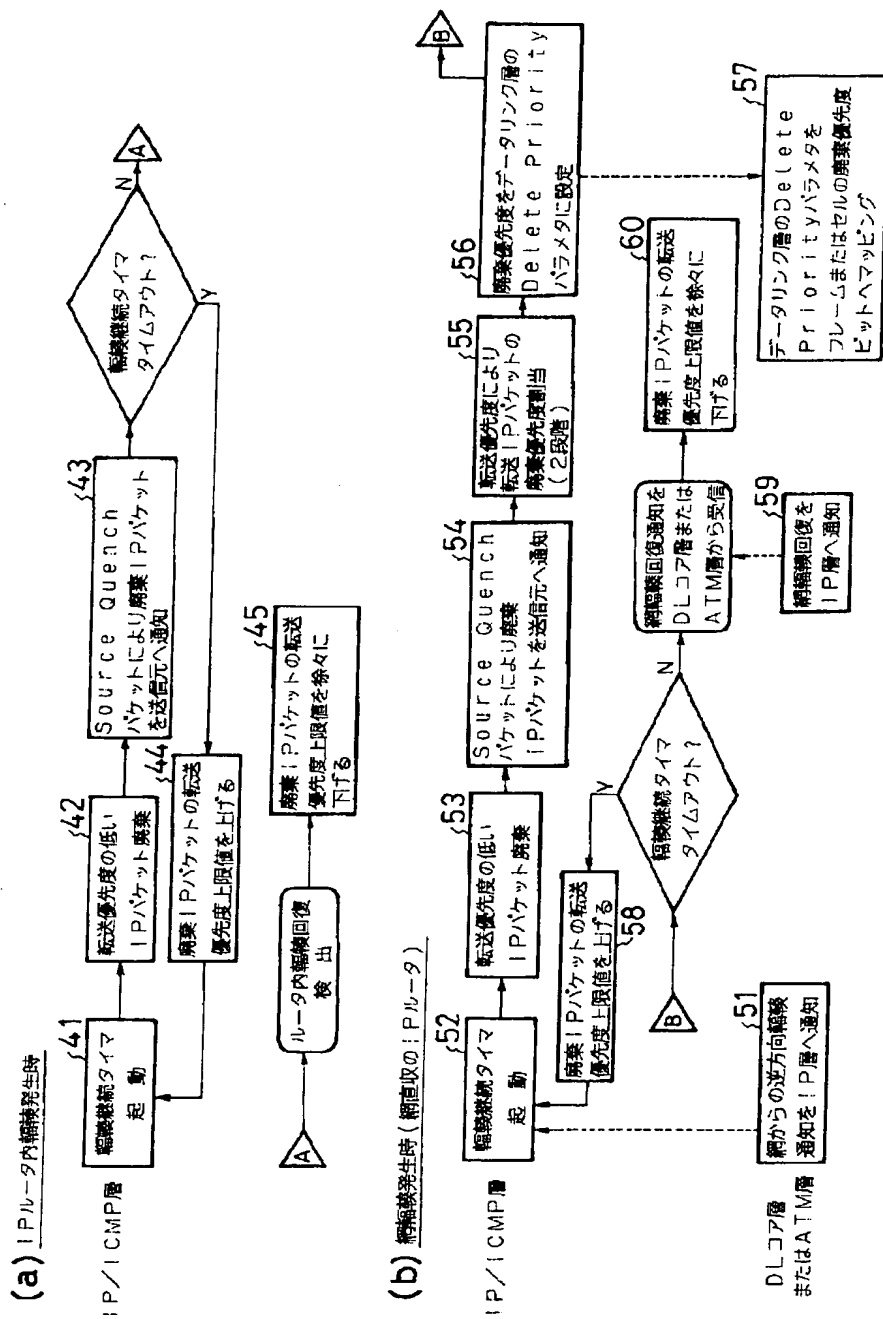 (a) IPルータ内輻輳発生時
IP/ICMP層
41
輻輳継続タイマ
起動
42
転送優先度の低い
IPパケット廃棄
43
Source Quench
パケットにより廃棄IPパケット
を送信元へ通知
輻輳継続タイマ
タイムアウト?
N
A
Y
44
廃棄IPパケットの転送
優先度上限値を上げる
A
ルータ内輻輳回復
検出
45
廃棄IPパケットの転送
優先度上限値を徐々に
下げる
(b) 網輻輳発生時(網直収のIPルータ)
IP/ICMP層
52
輻輳継続タイマ
起動
53
転送優先度の低い
IPパケット廃棄
54
Source Quench
パケットにより廃棄
IPパケットを送信元へ通知
55
転送優先度により
転送IPパケットの
廃棄優先度割当
(2段階)
56
廃棄優先度をデータリンク層の
Delete Priority
パラメタに設定
B
廃棄IPパケットの転送
優先度上限値を上げる
58
B
輻輳継続タイマ
タイムアウト?
Y
N
網輻輳回復通知を
DLコア層または
ATM層から受信
60
廃棄IPパケットの転送
優先度上限値を徐々に
下げる
DLコア層
またはATM層
51
網からの逆方向輻輳
通知をIP層へ通知
59
網輻輳回復を
IP層へ通知
57
データリンク層のDelete
Priorityパラメタを
フレームまたはセルの廃棄優先度
ビットへマッピング